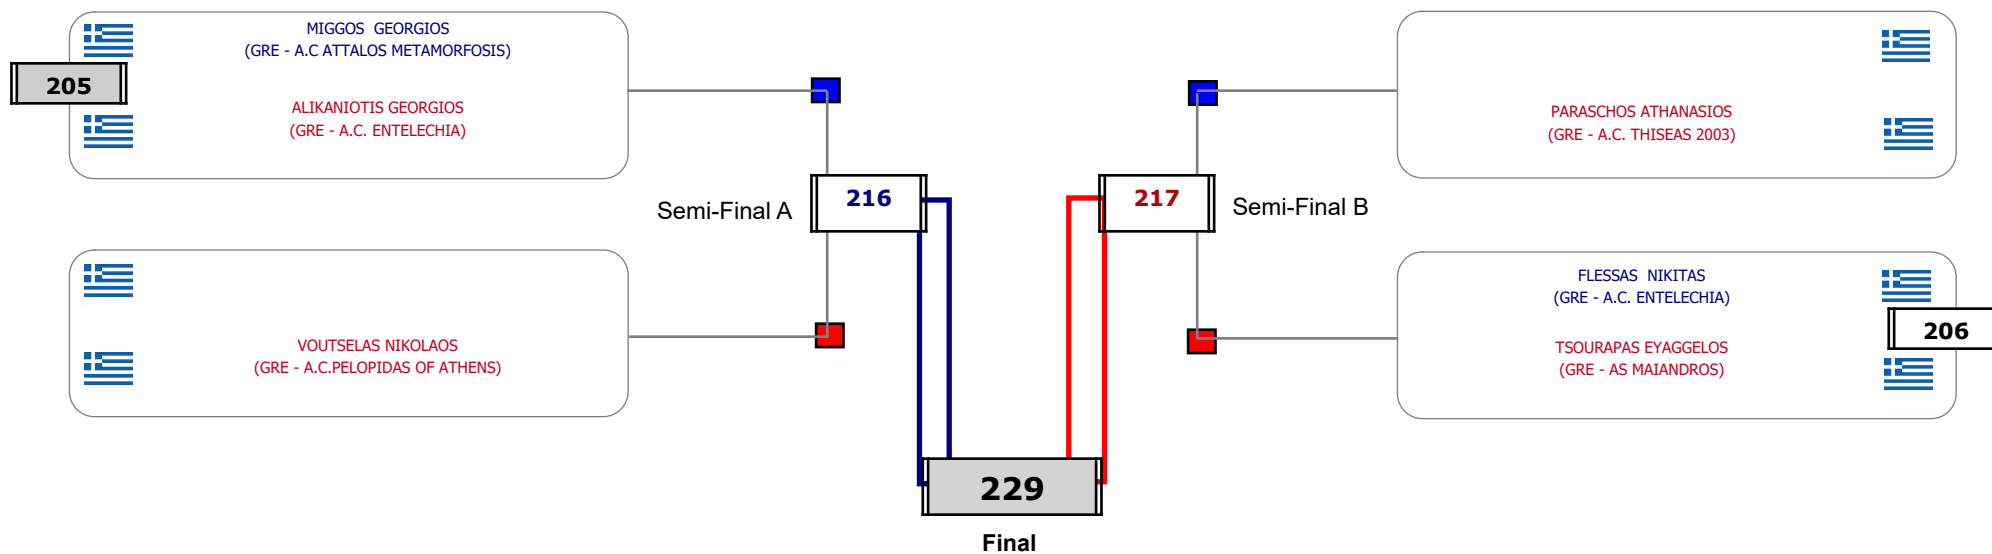 MIGGOS GEORGIOS
(GRE - A.C ATTALOS METAMORFOSIS)
205
ALIKANIOTIS GEORGIOS
(GRE - A.C. ENTELECHIA)
PARASCHOS ATHANASIOS
(GRE - A.C. THISEAS 2003)
Semi-Final A
216
217
Semi-Final B
VOUTSELAS NIKOLAOS
(GRE - A.C.PELOPIDAS OF ATHENS)
FLESSAS NIKITAS
(GRE - A.C. ENTELECHIA)
206
TSOURAPAS EYAGGELOS
(GRE - AS MAIANDROS)
229
Final